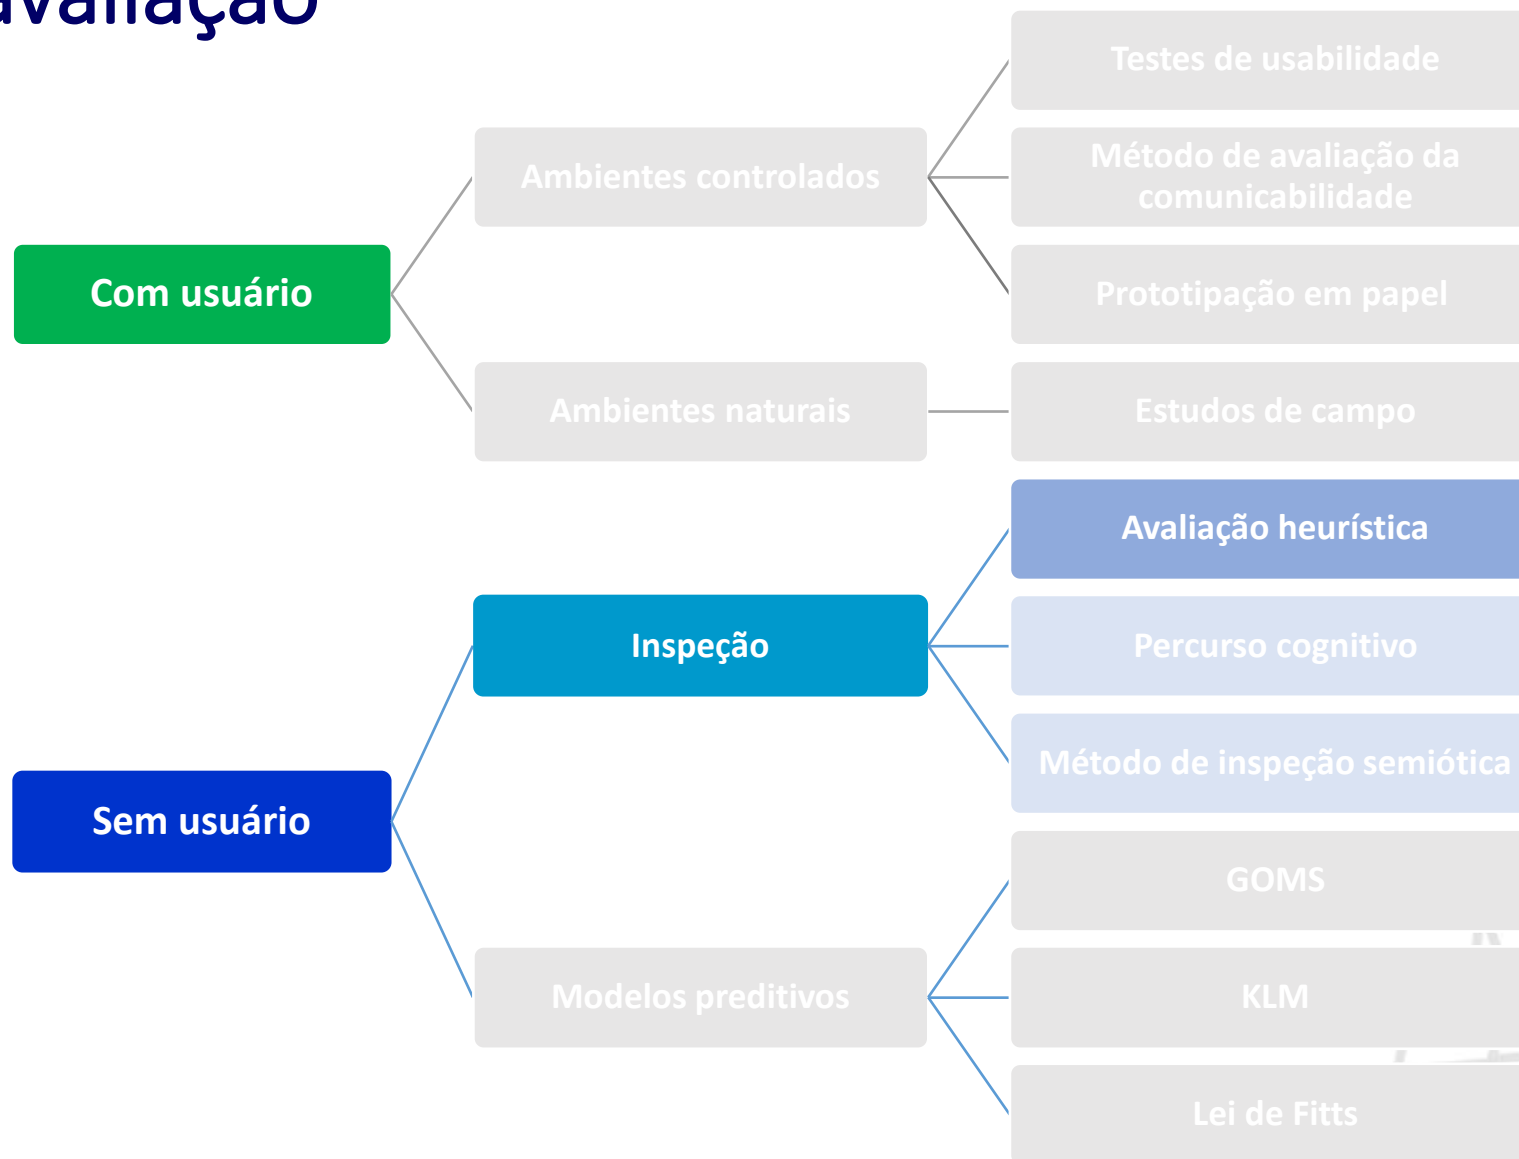 avaliação
Testes de usabilidade
Ambientes controlados
Método de avaliação da
comunicabilidade
Com usuário
Prototipação em papel
Ambientes naturais
Estudos de campo
Avaliação heurística
Inspeção
Percurso cognitivo
Método de inspeção semiótica
Sem usuário
GOMS
Modelos preditivos
KLM
Lei de Fitts